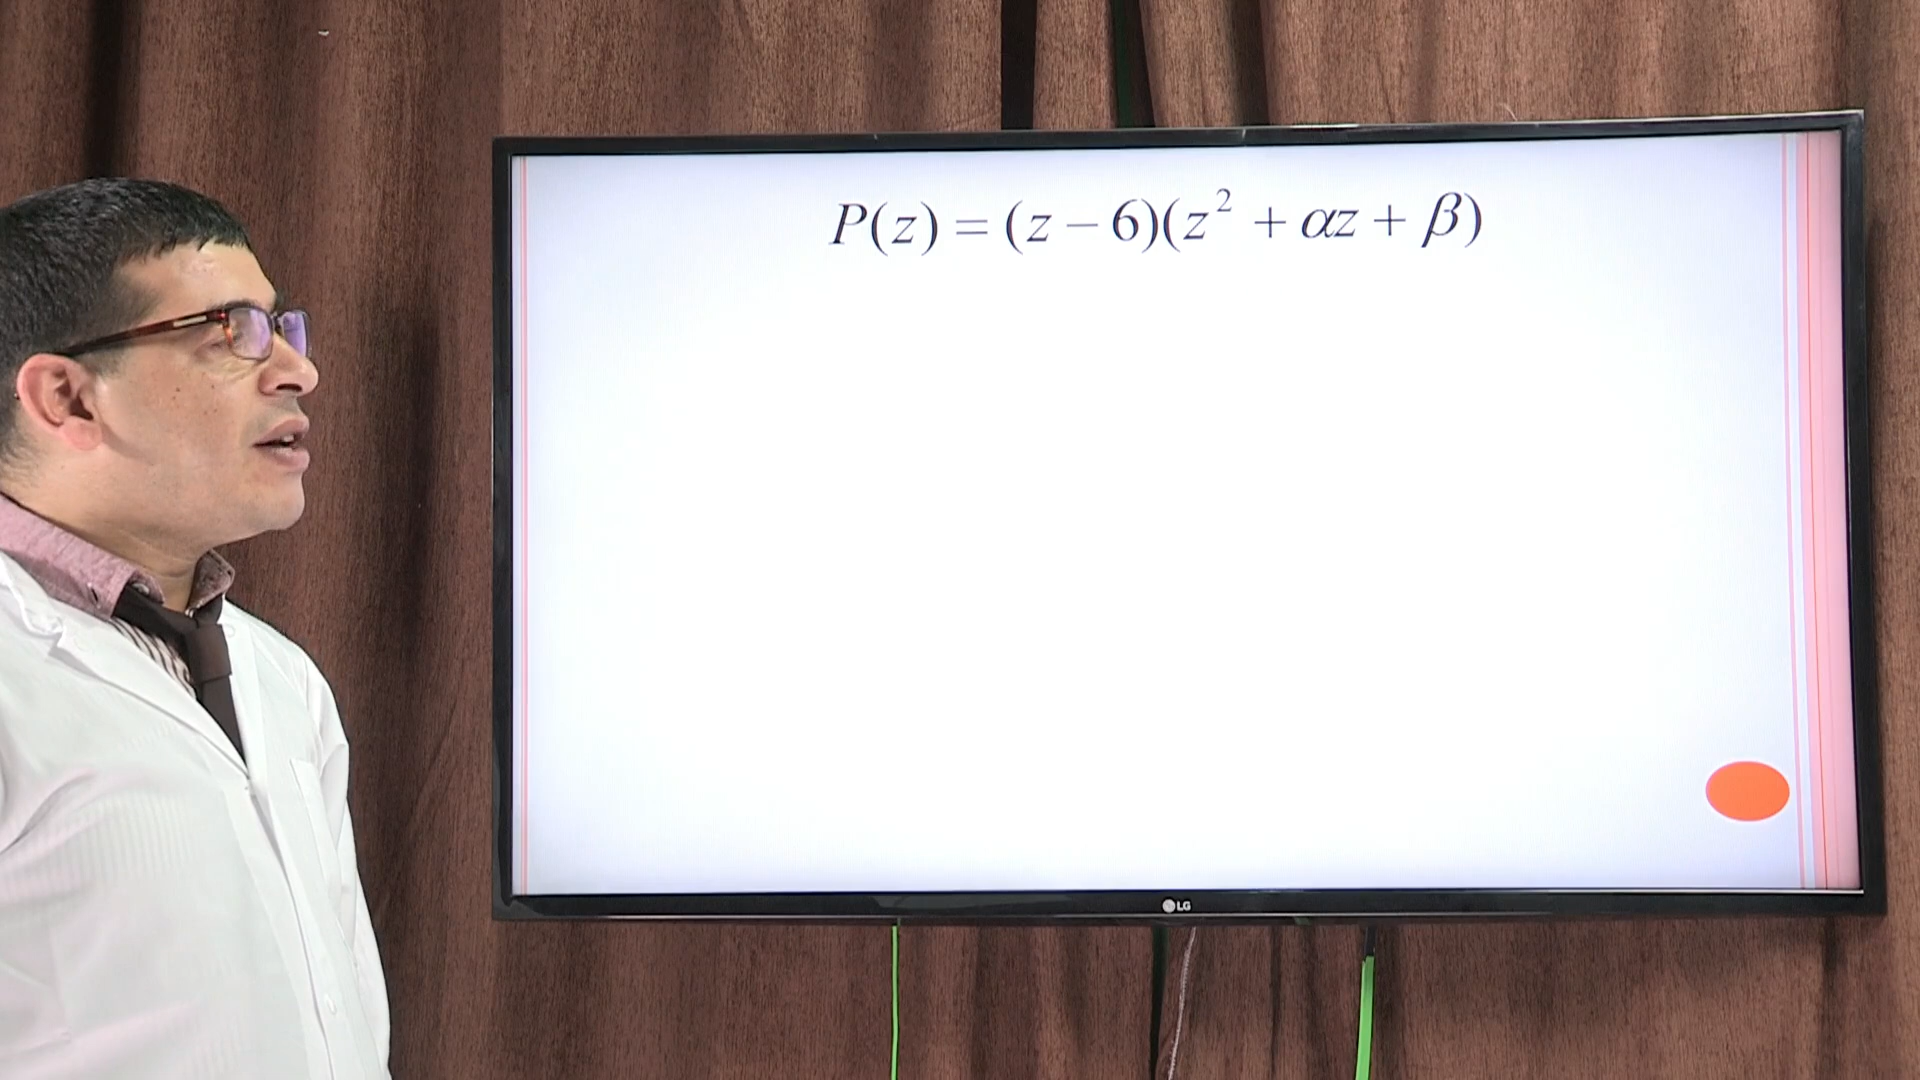 P(z) = (z − 6)(z² + αz + β)
LG